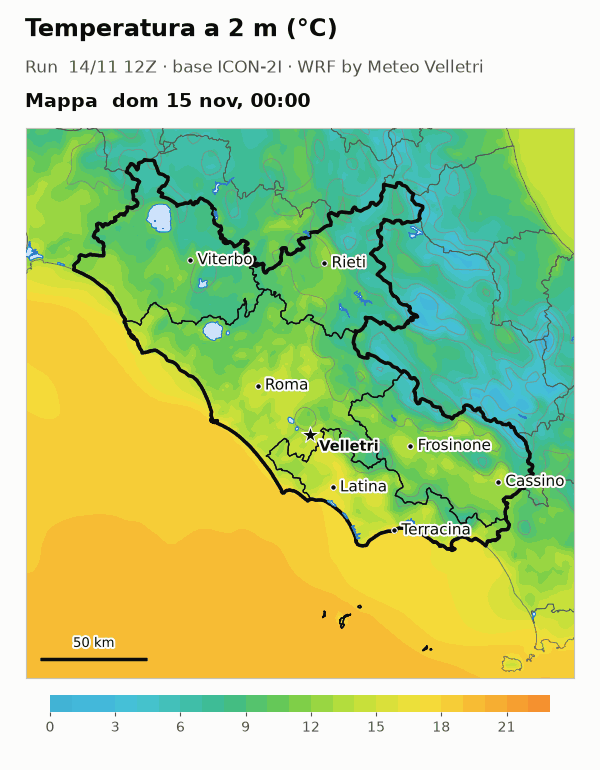 Temperatura a 2 m (°C)
Run  14/11 12Z · base ICON-2I · WRF by Meteo Velletri
Mappa  dom 15 nov, 00:00
Viterbo
Rieti
Roma
Velletri
Frosinone
Latina
Cassino
Terracina
50 km
0 3 6 9 12 15 18 21